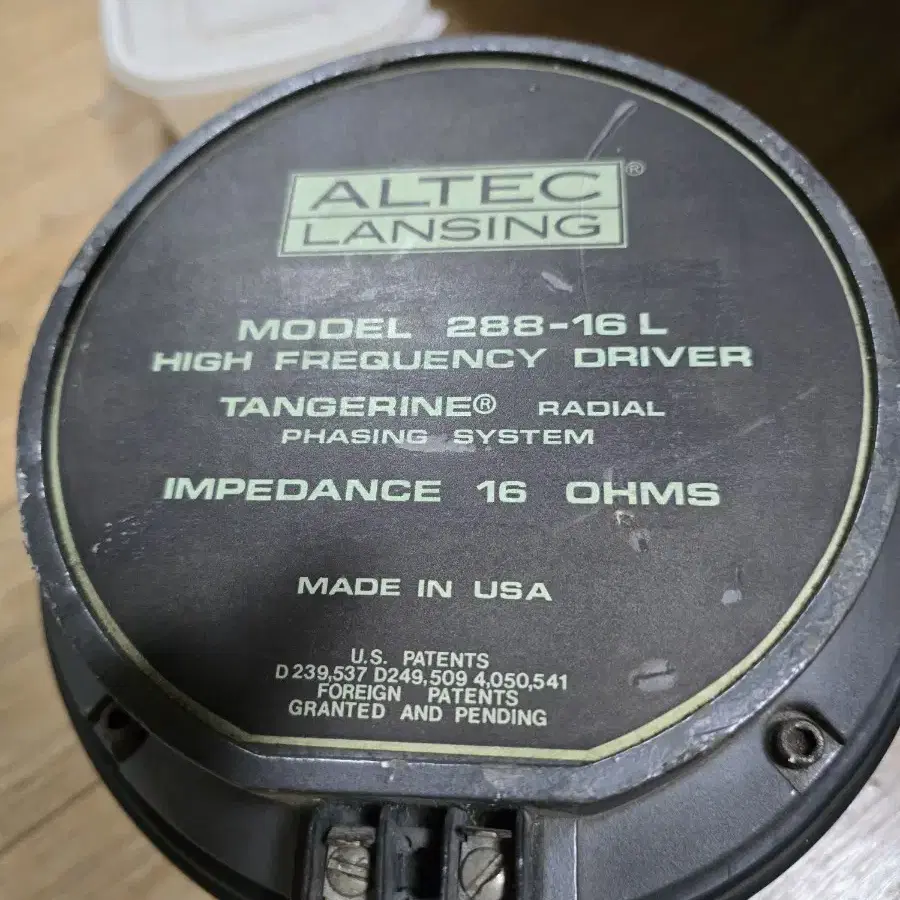 ALTEC ®
LANSING
MODEL 288-16 L
HIGH FREQUENCY DRIVER
TANGERINE® RADIAL
PHASING SYSTEM
IMPEDANCE 16 OHMS
MADE IN USA
U.S. PATENTS
D 239,537 D249,509 4,050,541
FOREIGN PATENTS
GRANTED AND PENDING